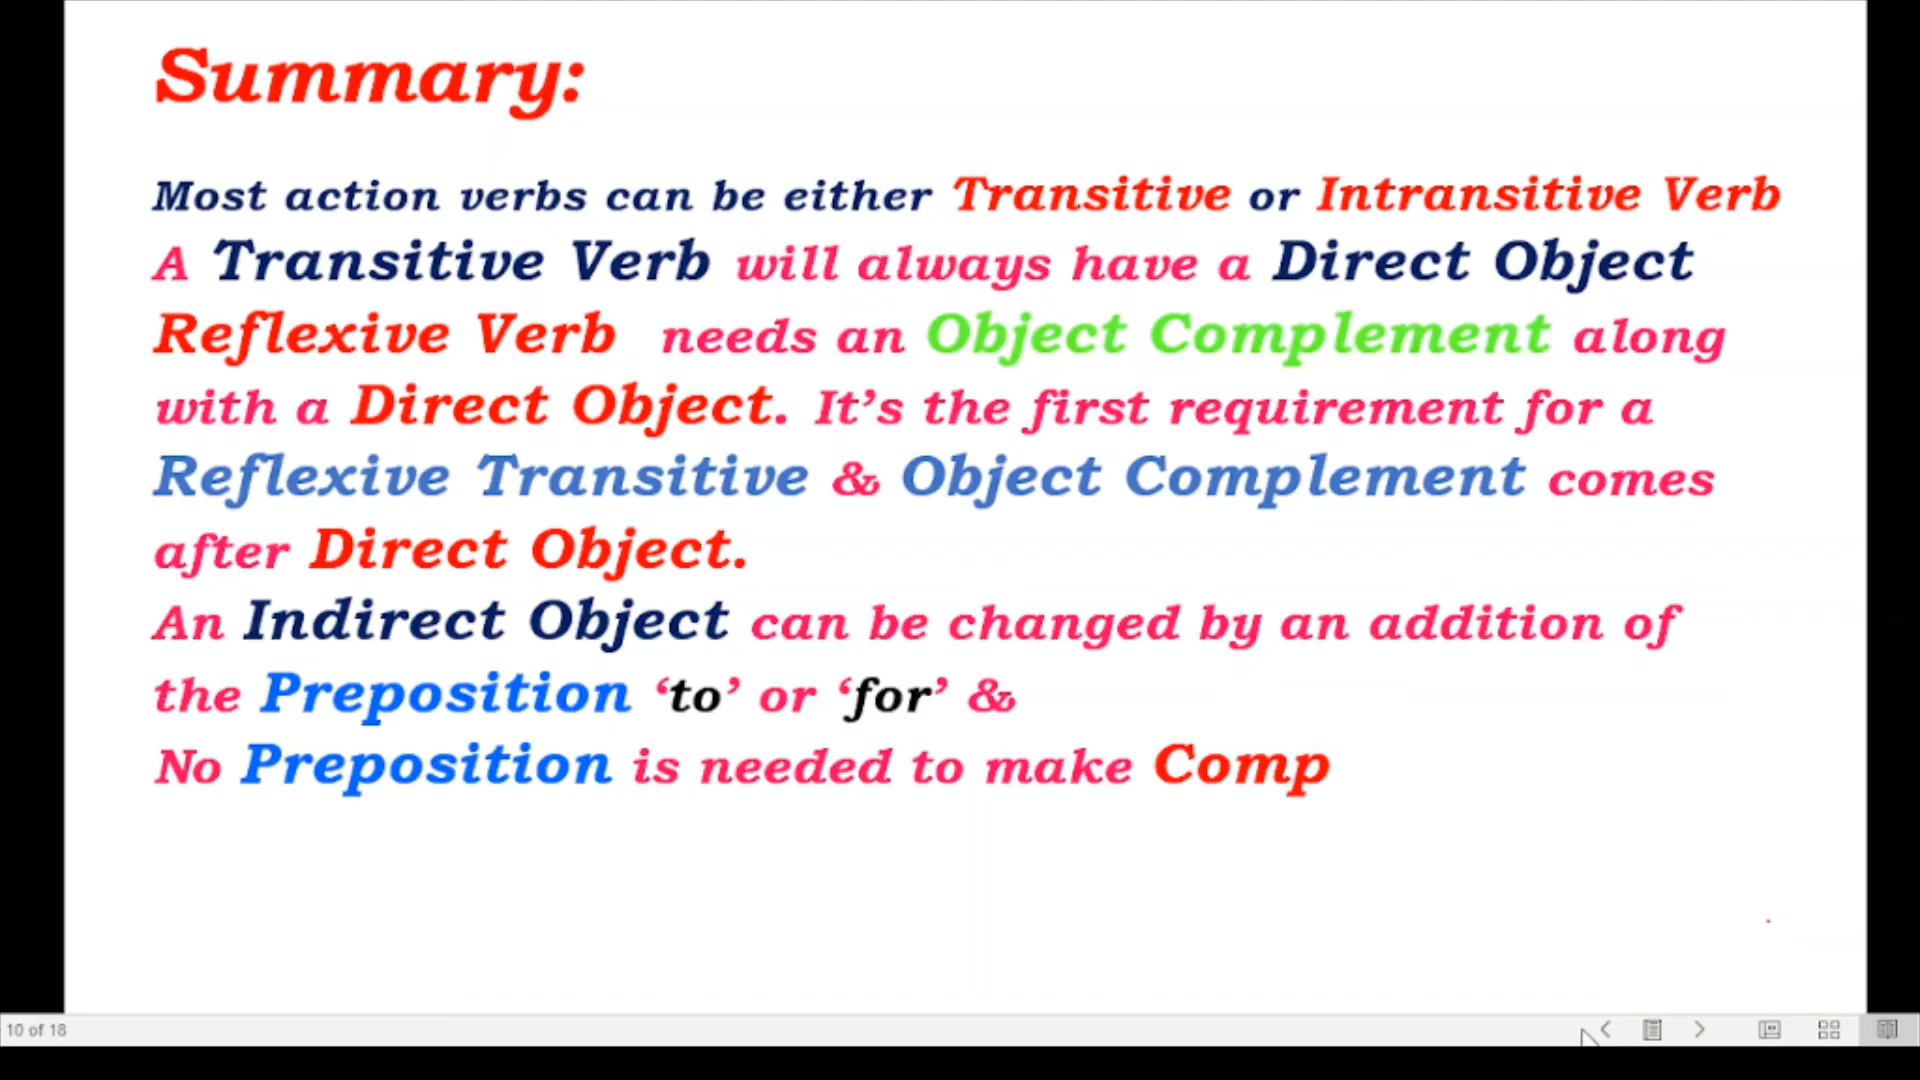 Summary:
Most action verbs can be either Transitive or Intransitive Verb
A Transitive Verb will always have a Direct Object
Reflexive Verb needs an Object Complement along
with a Direct Object. It's the first requirement for a
Reflexive Transitive & Object Complement comes
after Direct Object.
An Indirect Object can be changed by an addition of
the Preposition ‘to’ or ‘for’ &
No Preposition is needed to make Comp
10 of 18